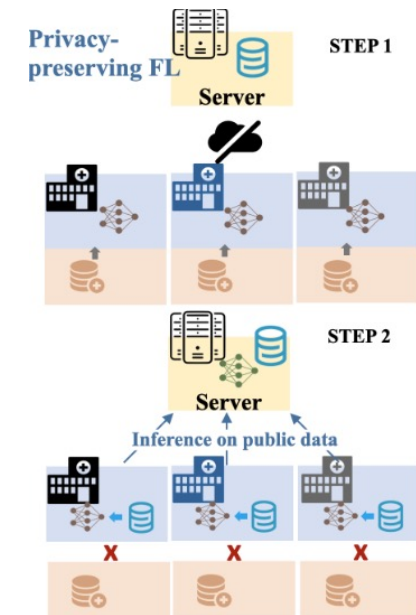 Privacy-
preserving FL
STEP 1
Server
STEP 2
Server
Inference on public data
X X X